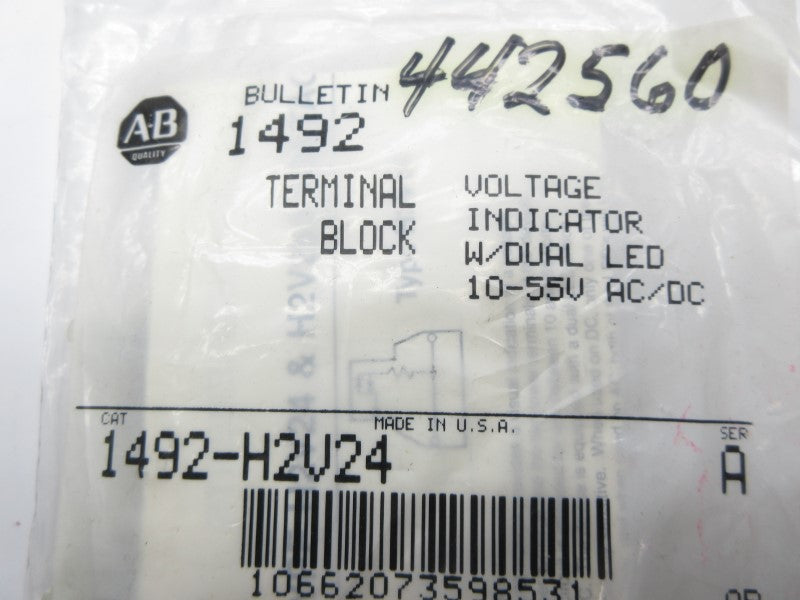 442560
BULLETIN
1492
A-B
QUALITY
TERMINAL
BLOCK
VOLTAGE
INDICATOR
W/DUAL LED
10-55V AC/DC
MADE IN U.S.A.
CAT
1492-H2V24
SER
A
10662073598531